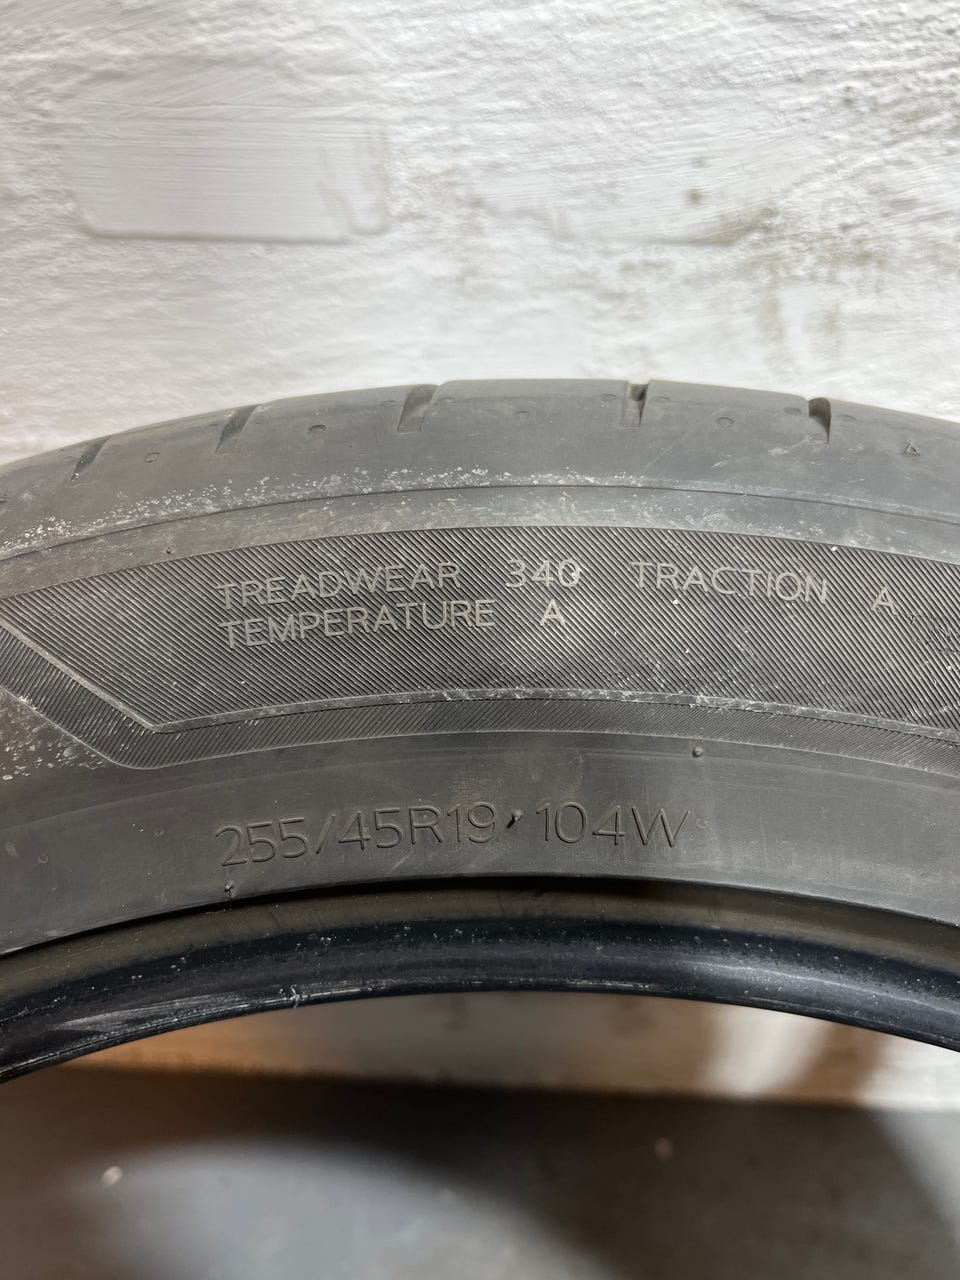 TREADWEAR 340 TRACTION A
TEMPERATURE A
255/45R19 104W